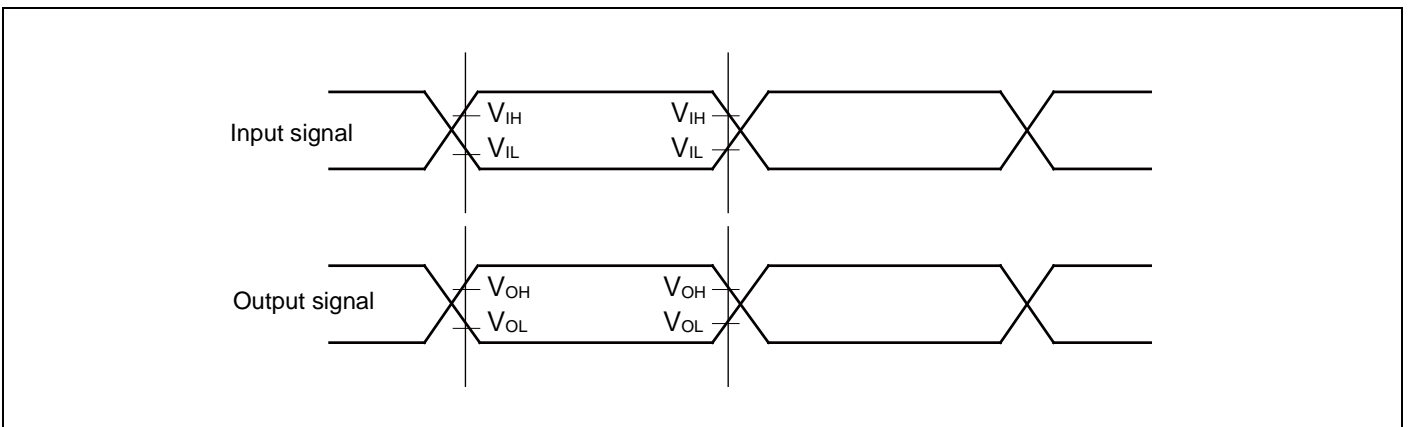 VIH VIH
Input signal
VIL VIL
VOH VOH
Output signal
VOL VOL